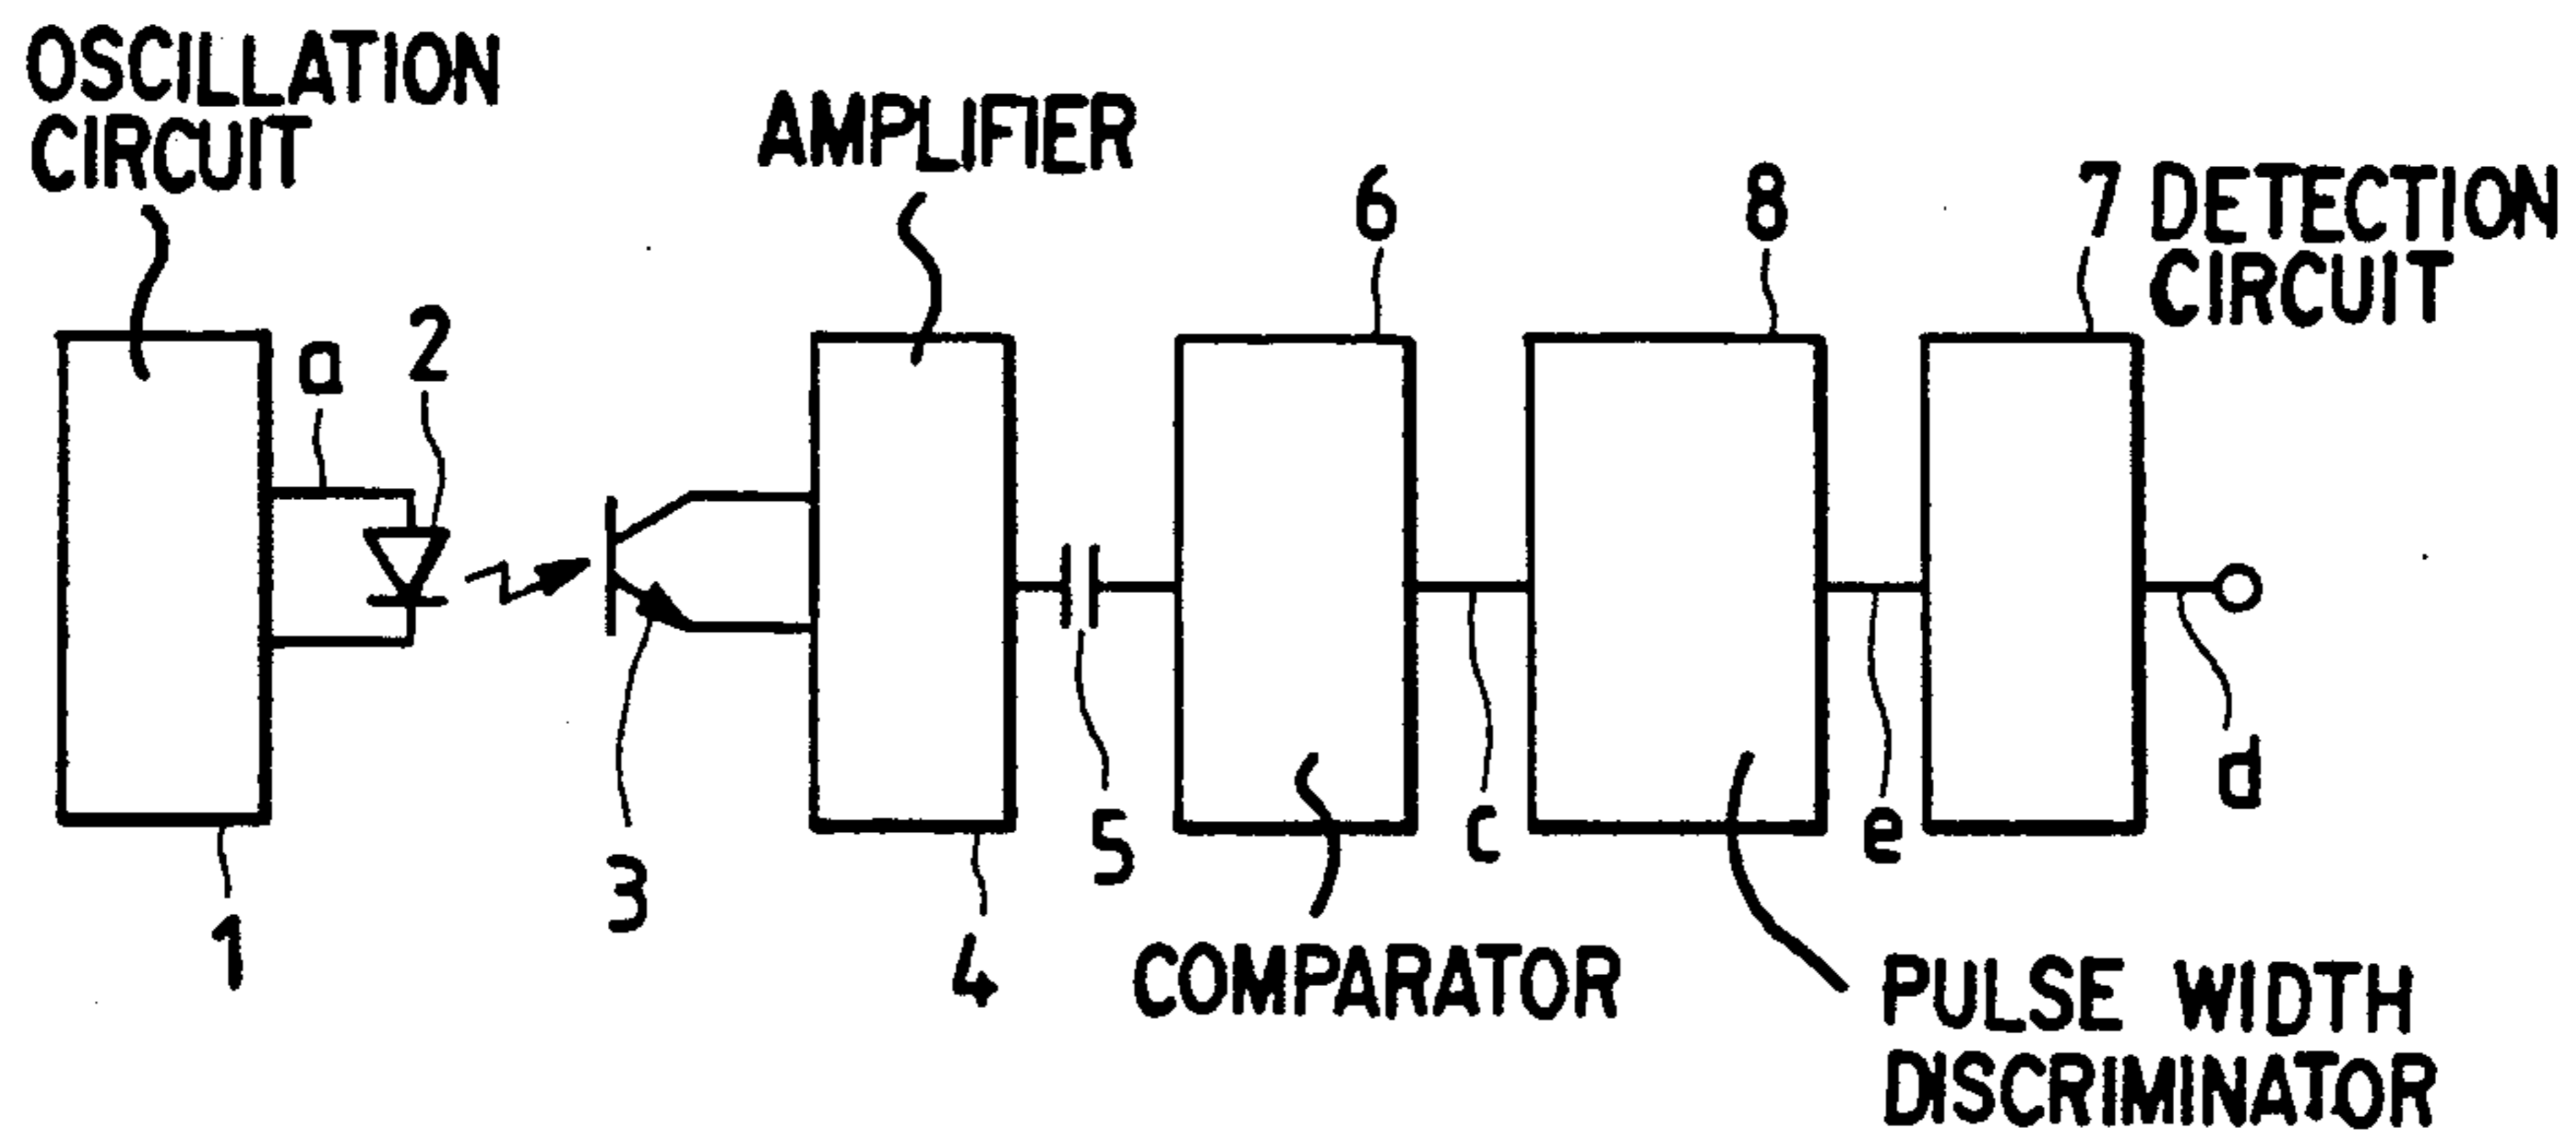 OSCILLATION
CIRCUIT
AMPLIFIER
6
8
7 DETECTION
CIRCUIT
a
2
1
3
4
5
c
e
d
COMPARATOR
PULSE WIDTH
DISCRIMINATOR